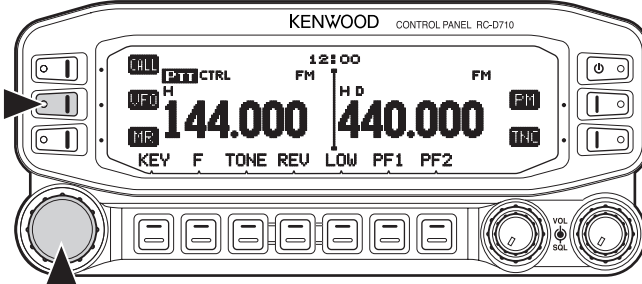 KENWOOD CONTROL PANEL RC-D710
12:00
CALL PTT CTRL FM FM
VFO H H D PM
144.000 440.000
MR TNC
KEY F TONE REV LOW PF1 PF2
VOL
SQL